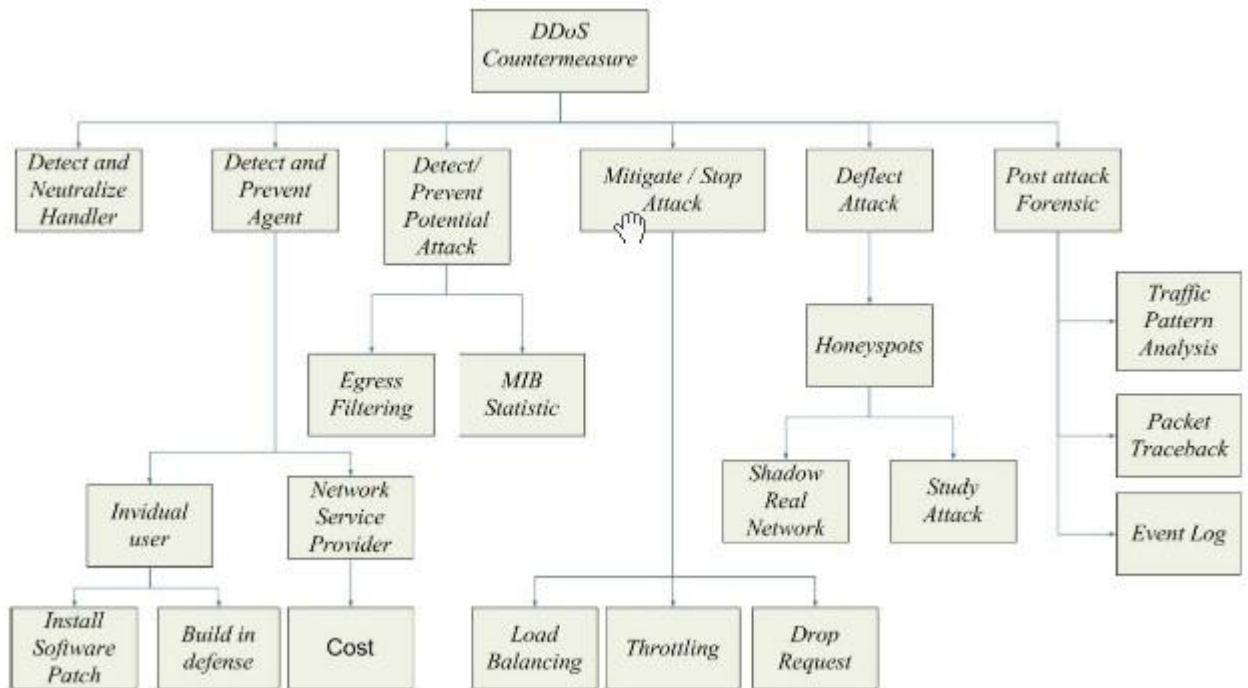 DDoS
Countermeasure
Detect and
Neutralize
Handler
Detect and
Prevent
Agent
Detect/
Prevent
Potential
Attack
Mitigate / Stop
Attack
Deflect
Attack
Post attack
Forensic
Egress
Filtering
MIB
Statistic
Honeyspots
Traffic
Pattern
Analysis
Packet
Traceback
Event Log
Invidual
user
Network
Service
Provider
Shadow
Real
Network
Study
Attack
Install
Software
Patch
Build in
defense
Cost
Load
Balancing
Throttling
Drop
Request